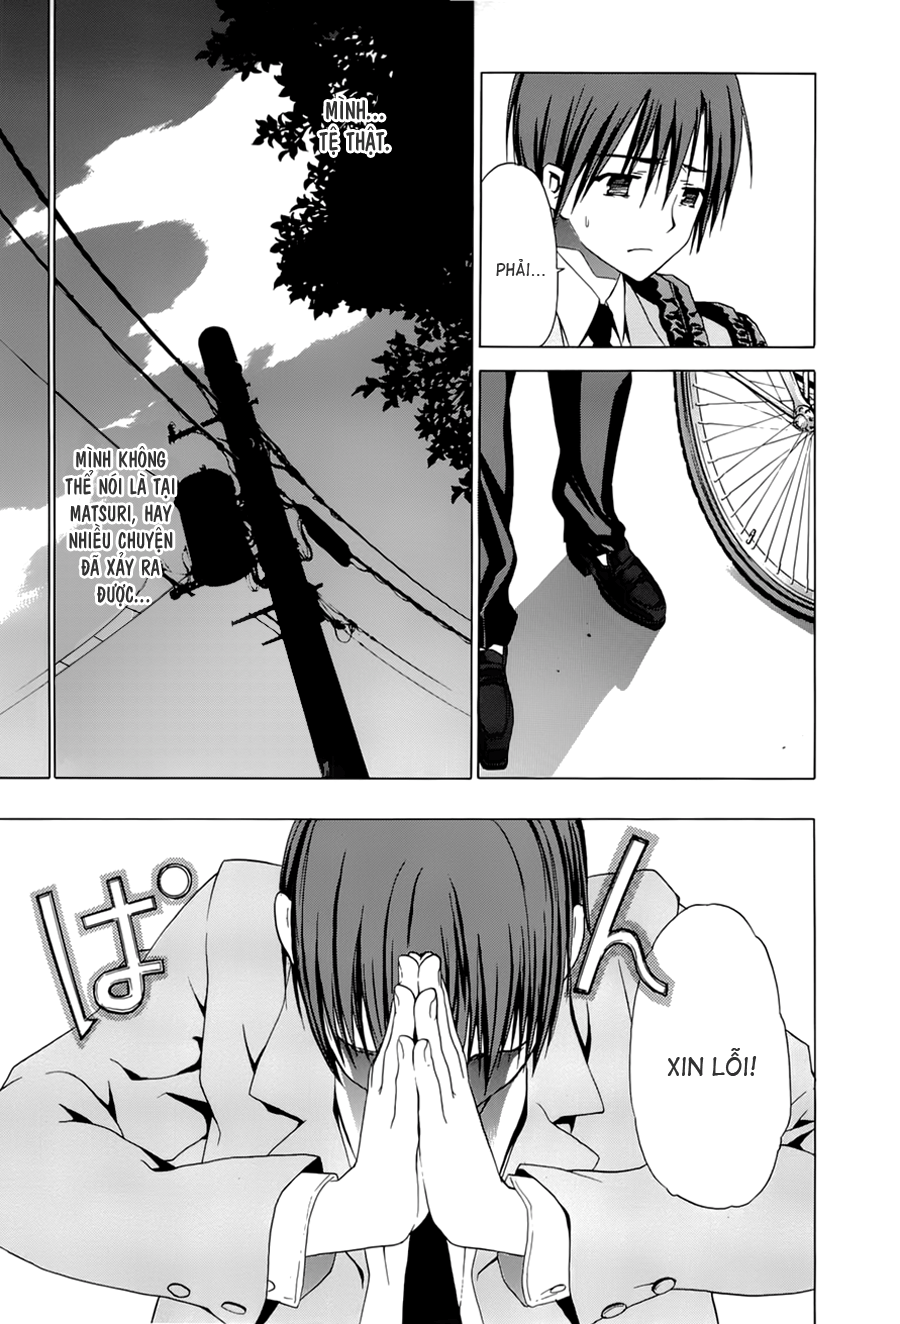 PHẢI...
MÌNH...
TỆ THẬT.
MÌNH KHÔNG
THỂ NÓI LÀ TẠI
MATSURI, HAY
NHIỀU CHUYỆN
ĐÃ XẢY RA
ĐƯỢC...
ぱん
XIN LỖI!